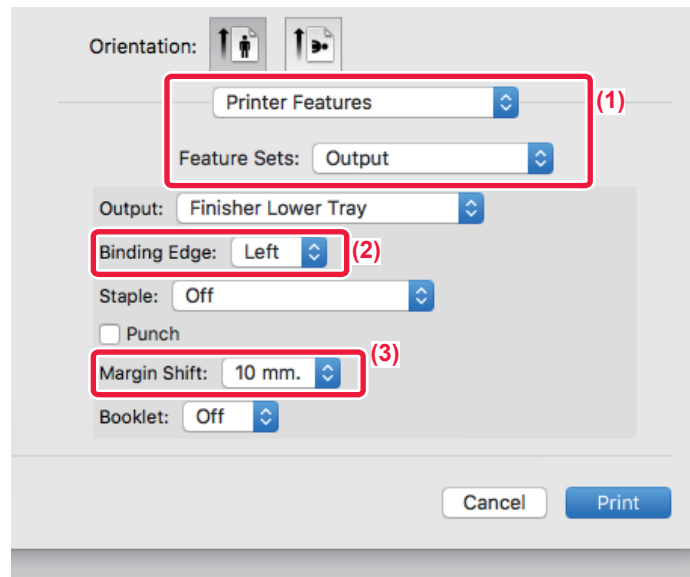 Orientation:
Printer Features
(1)
Feature Sets: Output
Output: Finisher Lower Tray
Binding Edge: Left
(2)
Staple: Off
Punch
(3)
Margin Shift: 10 mm.
Booklet: Off
Cancel Print